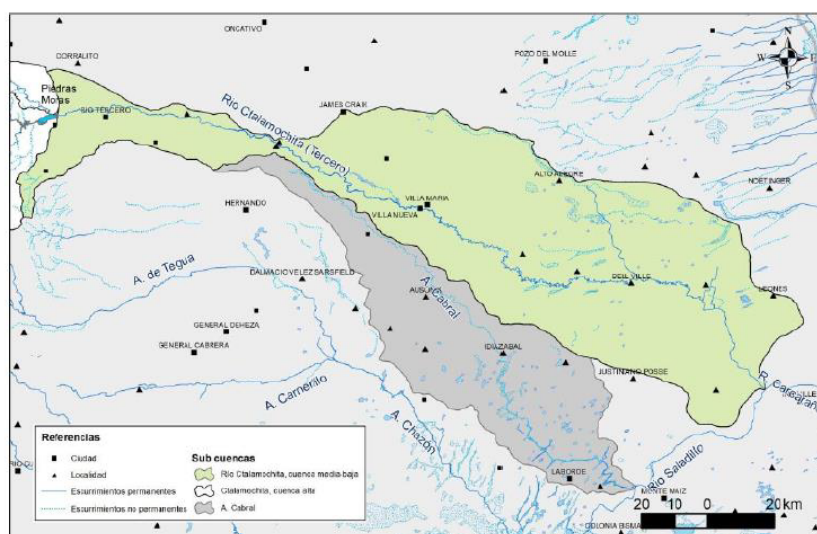 ONCATIVO
CORRALITO
POZO DEL MOLLE
N
W E
S
Piedras
Moras
RIO TERCERO
JAMES CRAIK
Río Ctalamochita (Tercero)
ALTO ALEGRE
NOETINGER
HERNANDO
VILLA MARIA
VILLA NUEVA
A. de Tegua
DALMACIO VELEZ SARSFIELD
AUSONIA
A. Cabral
BELL VILLE
LEONES
GENERAL DEHEZA
GENERAL CABRERA
IDIAZABAL
JUSTINIANO POSSE
A. Carnerillo
R. Carcarañá
A. Chazón
LABORDE
Río Saladillo
MONTE MAIZ
COLONIA BISMA
20 10 0 20 km
Referencias
Ciudad
Localidad
Escurrimientos permanentes
Escurrimientos no permanentes
Sub cuencas
Río Ctalamochita, cuenca media-baja
Ctalamochita, cuenca alta
A. Cabral